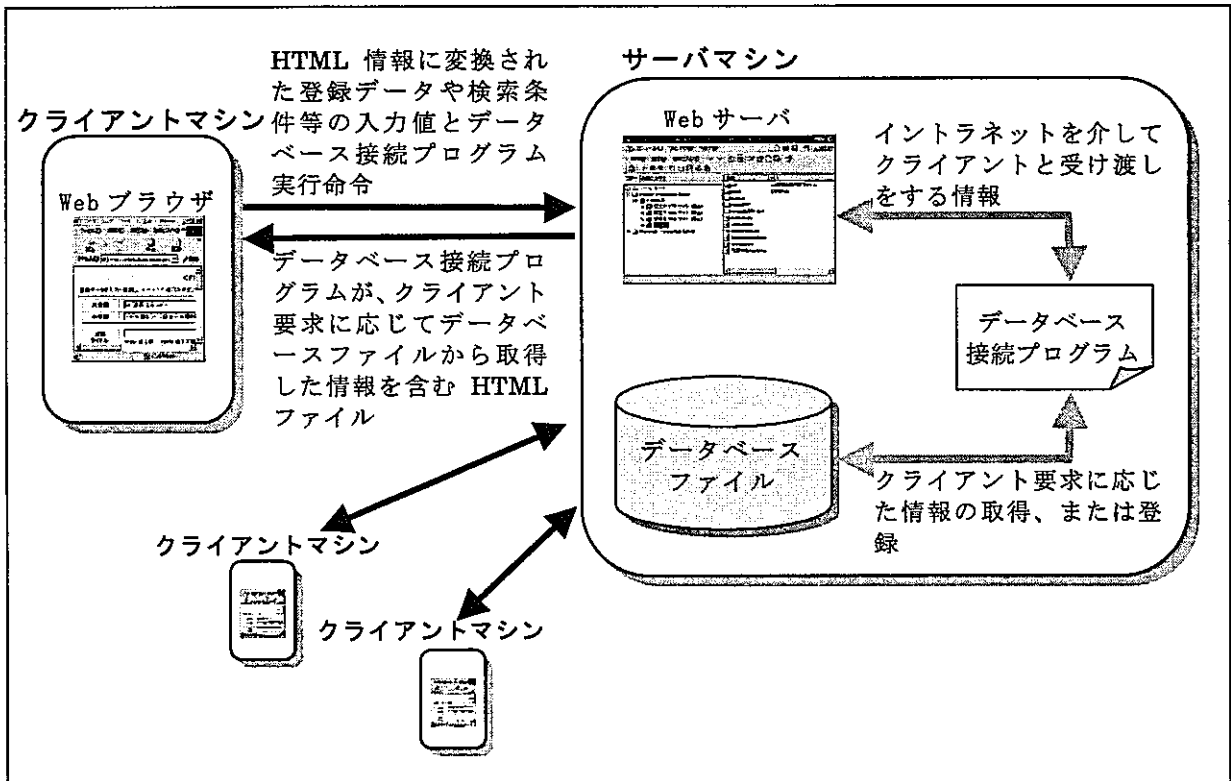 HTML 情報に変換され
た登録データや検索条
件等の入力値とデータ
ベース接続プログラム
実行命令
クライアントマシン
Webブラウザ
データベース接続プロ
グラムが、クライアント
要求に応じてデータベ
ースファイルから取得
した情報を含む HTML
ファイル
サーバマシン
Webサーバ
イントラネットを介して
クライアントと受け渡し
をする情報
データベース
接続プログラム
データベース
ファイル
クライアント要求に応じ
た情報の取得、または登
録
クライアントマシン
クライアントマシン